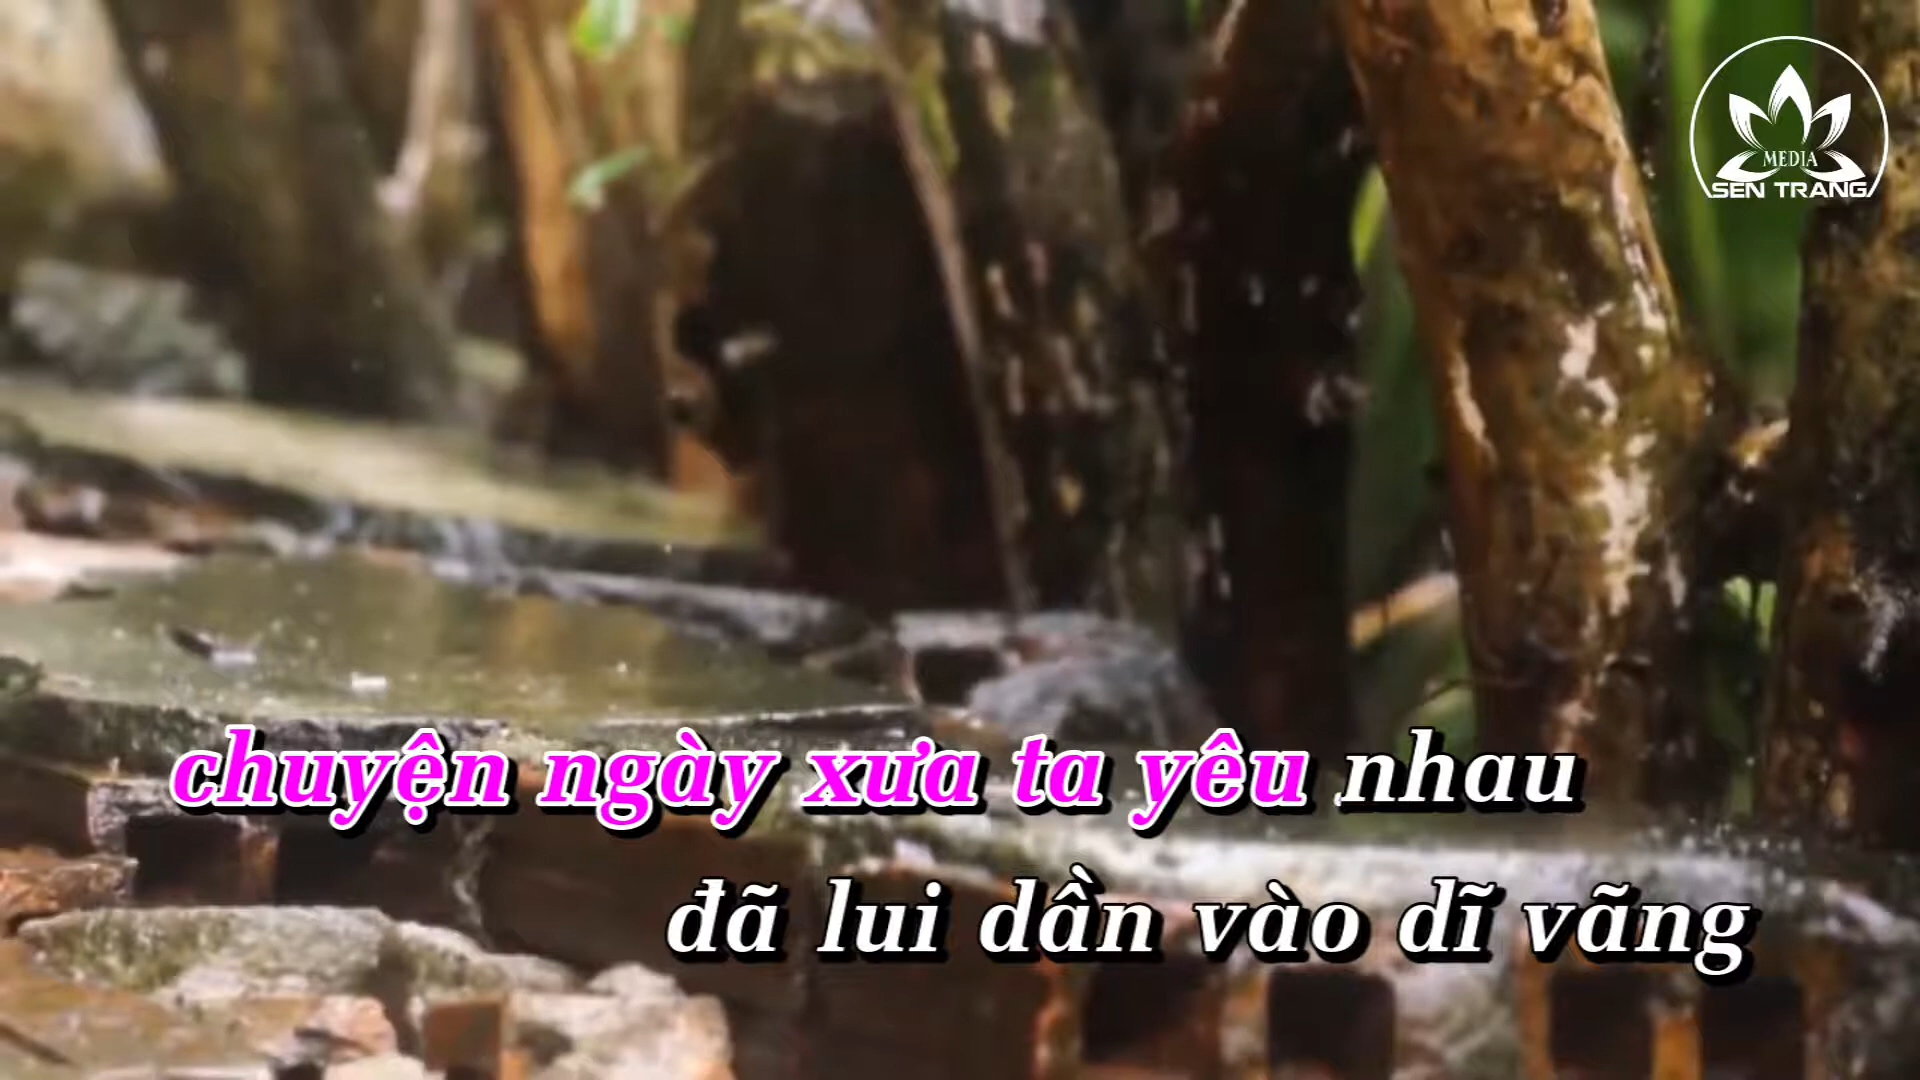 MEDIA
SEN TRANG
chuyện ngày xưa ta yêu nhau
đã lui dần vào dĩ vãng